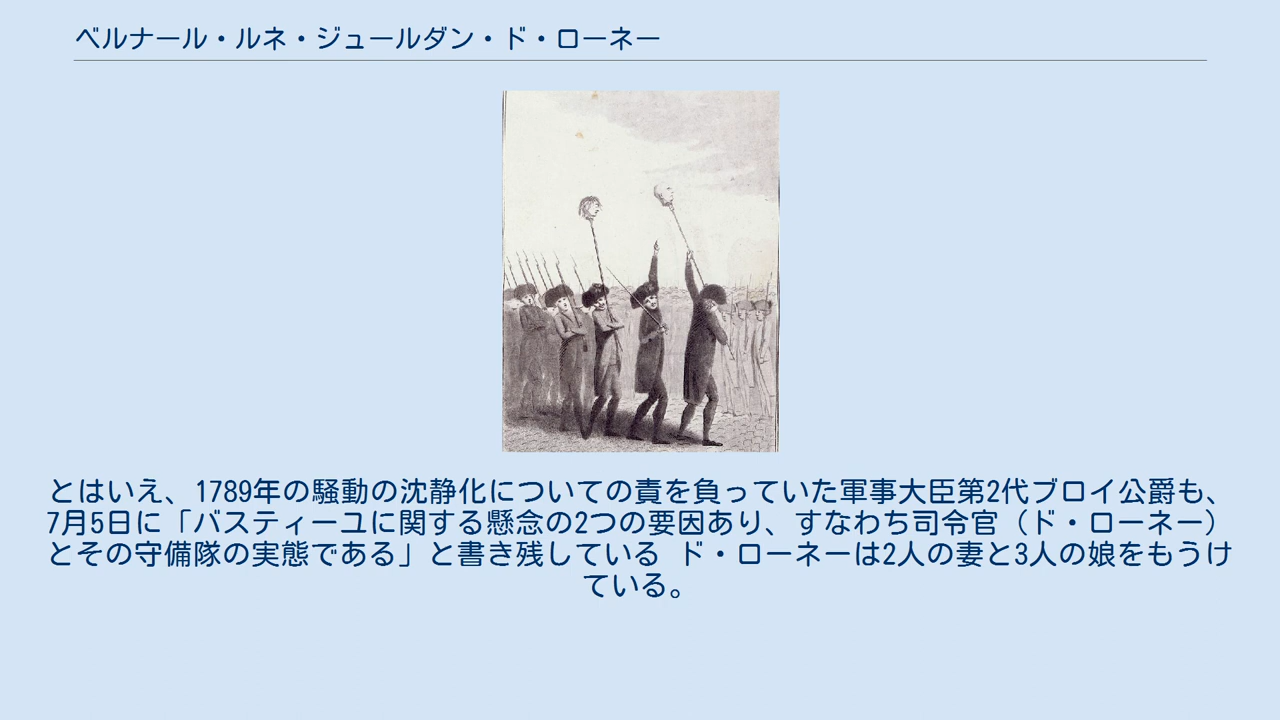 ベルナール・ルネ・ジュールダン・ド・ローネー
とはいえ、1789年の騒動の沈静化についての責を負っていた軍事大臣第2代ブロイ公爵も、
7月5日に「バスティーユに関する懸念の2つの要因あり、すなわち司令官（ド・ローネー）
とその守備隊の実態である」と書き残している ド・ローネーは2人の妻と3人の娘をもうけ
ている。